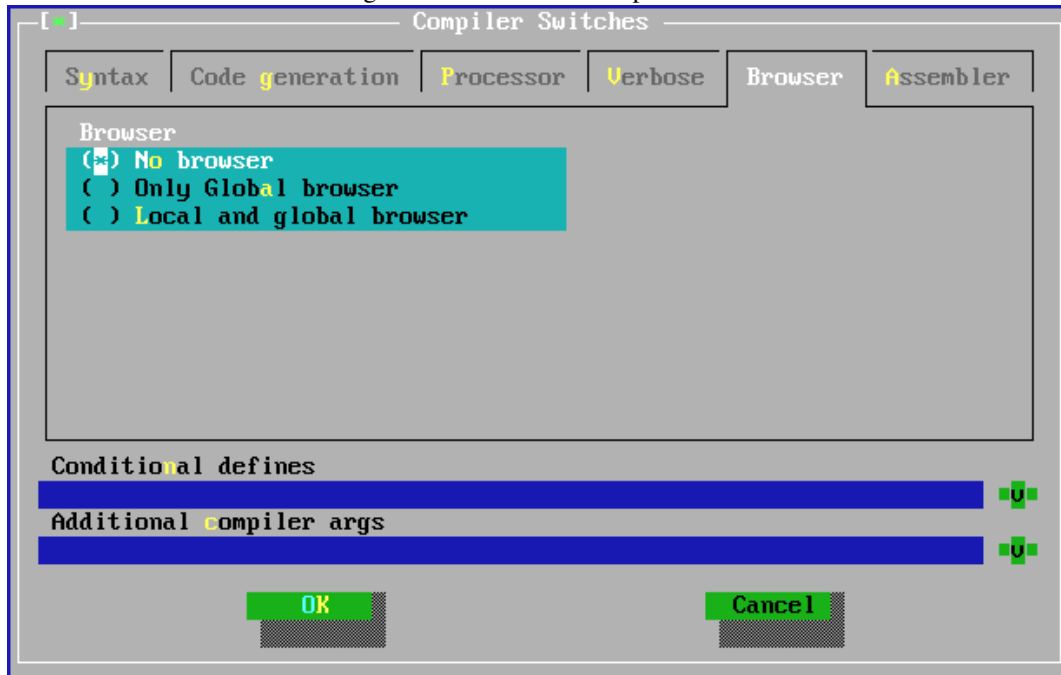 [*] Compiler Switches
Syntax Code generation Processor Verbose Browser Assembler
Browser
(*) No browser
( ) Only Global browser
( ) Local and global browser
Conditional defines
v
Additional compiler args
v
OK Cancel